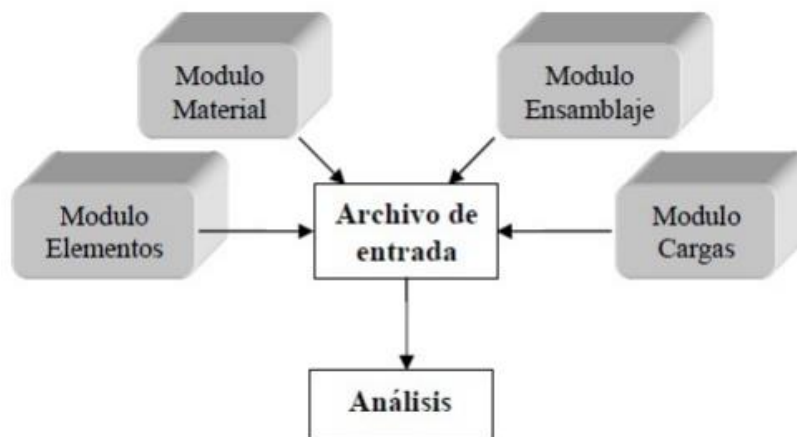 Modulo
Material
Modulo
Ensamblaje
Modulo
Elementos
Archivo de
entrada
Modulo
Cargas
Análisis